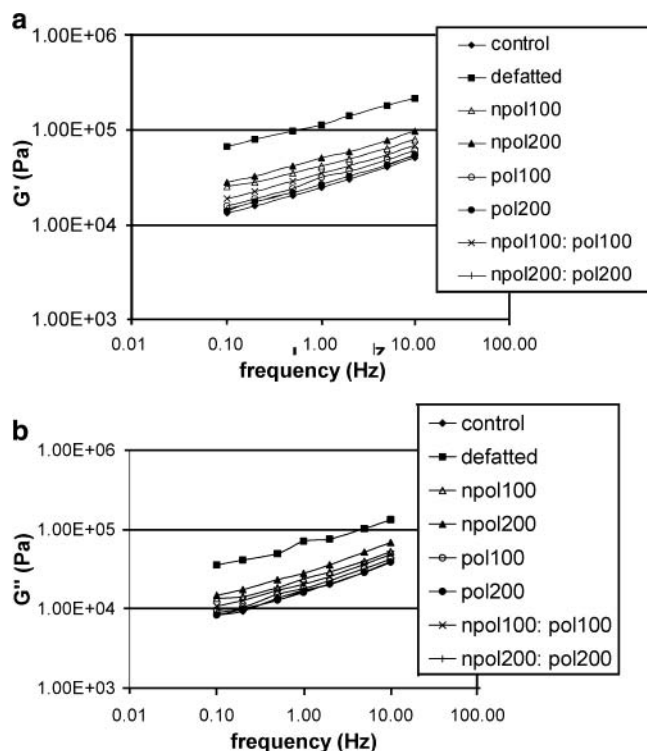 a
1.00E+06
1.00E+05
1.00E+04
1.00E+03
G' (Pa)
0.01 0.10 1.00 10.00 100.00
frequency (Hz)
control
defatted
npol100
npol200
pol100
pol200
npol100: pol100
npol200: pol200
b
1.00E+06
1.00E+05
1.00E+04
1.00E+03
G" (Pa)
0.01 0.10 1.00 10.00 100.00
frequency (Hz)
control
defatted
npol100
npol200
pol100
pol200
npol100: pol100
npol200: pol200